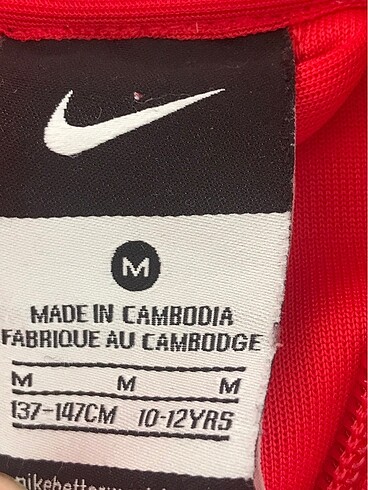 M
MADE IN CAMBODIA
FABRIQUE AU CAMBODGE
M M M
137-147CM 10-12YRS